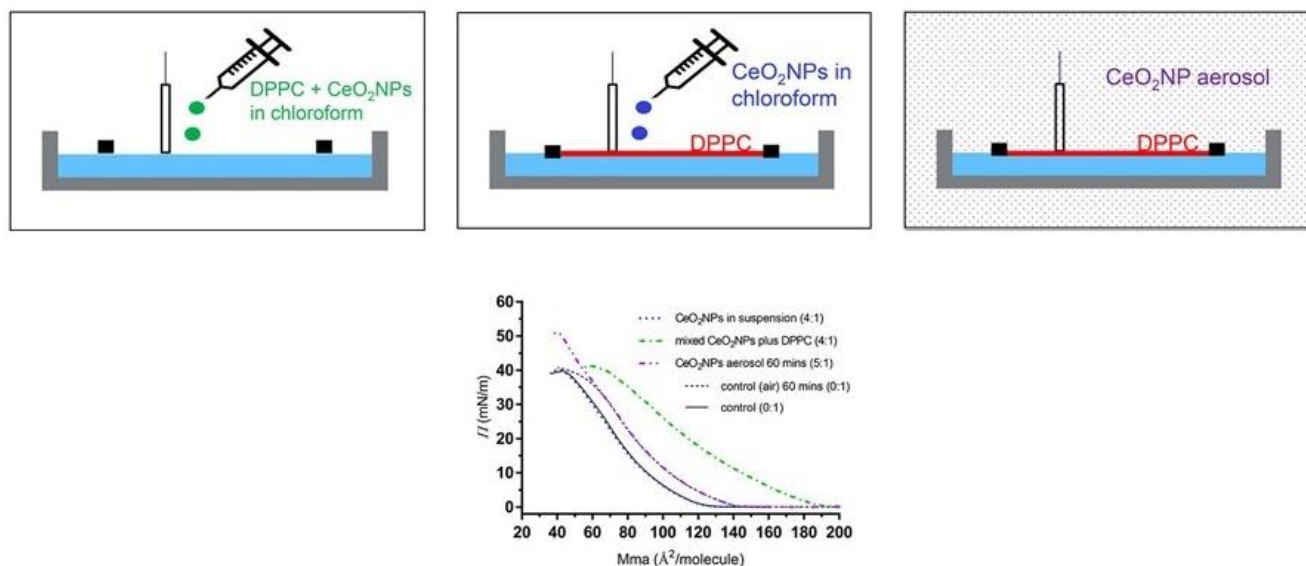 DPPC + CeO₂NPs
in chloroform
CeO₂NPs in
chloroform
DPPC
CeO₂NP aerosol
DPPC
60
50
40
30
20
10
0
Π (mN/m)
CeO₂NPs in suspension (4:1)
mixed CeO₂NPs plus DPPC (4:1)
CeO₂NPs aerosol 60 mins (5:1)
control (air) 60 mins (0:1)
control (0:1)
20 40 60 80 100 120 140 160 180 200
Mma (Å²/molecule)